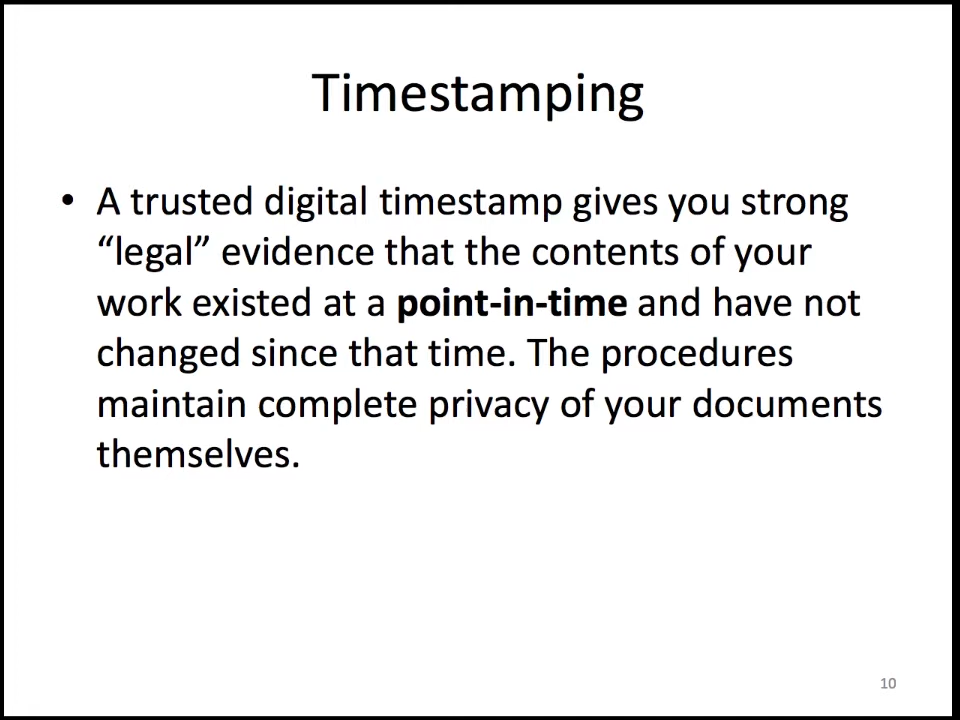 Timestamping
• A trusted digital timestamp gives you strong
“legal” evidence that the contents of your
work existed at a point-in-time and have not
changed since that time. The procedures
maintain complete privacy of your documents
themselves.
10